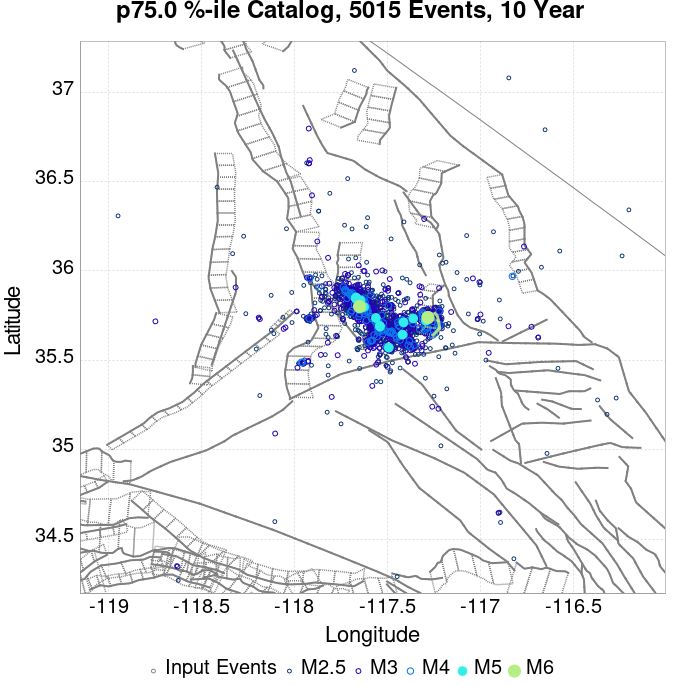 p75.0 %-ile Catalog, 5015 Events, 10 Year
37
36.5
36
35.5
35
34.5
Latitude
-119 -118.5 -118 -117.5 -117 -116.5
Longitude
Input Events M2.5 M3 M4 M5 M6